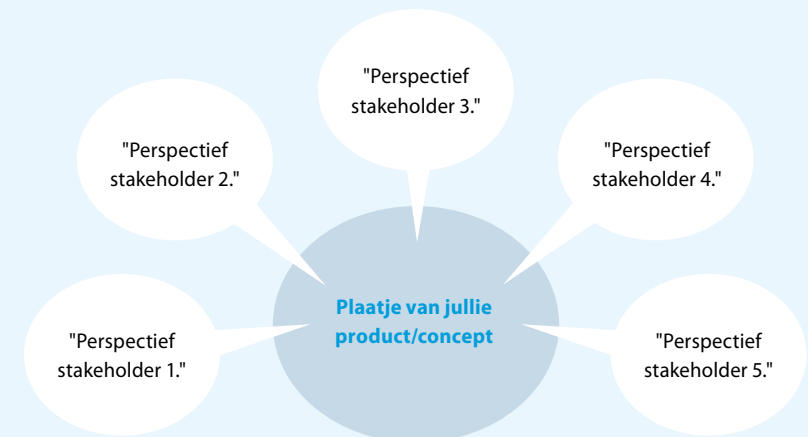 "Perspectief
stakeholder 3."
"Perspectief
stakeholder 2."
"Perspectief
stakeholder 4."
Plaatje van jullie
product/concept
"Perspectief
stakeholder 1."
"Perspectief
stakeholder 5."